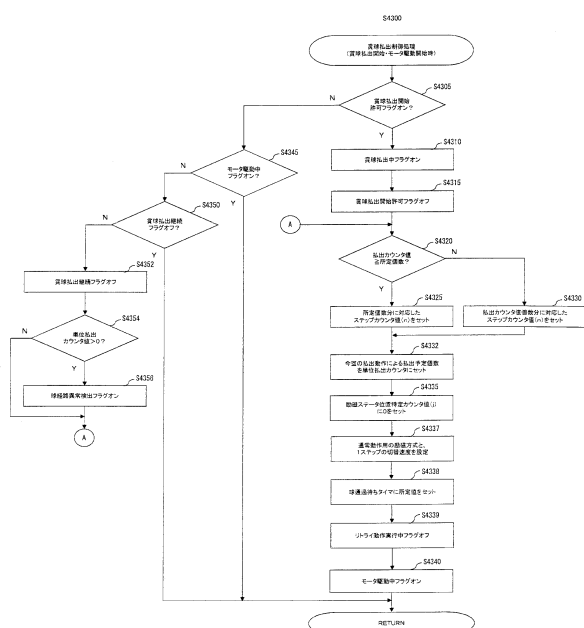 S4300
賞球払出制御処理
(賞球払出開始・モータ駆動開始時)
S4305
賞球払出開始
許可フラグオン？
N
Y
S4310
賞球払出中フラグオン
S4315
賞球払出開始許可フラグオフ
A
S4320
払出カウンタ値
≧所定個数？
Y
N
S4325
所定個数分に対応した
ステップカウンタ値(n)をセット
S4330
払出カウンタ値個数分に対応した
ステップカウンタ値(n)をセット
S4332
今回の払出動作による払出予定個数
を単位払出カウンタにセット
S4335
励磁ステータ位置特定カウンタ値(j)
に0をセット
S4337
通常動作用の励磁方式と、
1ステップの切替速度を設定
S4338
球通過待ちタイマに所定値をセット
S4339
リトライ動作実行中フラグオフ
S4340
モータ駆動中フラグオン
RETURN
S4345
モータ駆動中
フラグオン？
N
Y
S4350
賞球払出継続
フラグオフ？
N
Y
S4352
賞球払出継続フラグオフ
S4354
単位払出
カウンタ値>0？
N
Y
S4356
球経路異常検出フラグオン
A